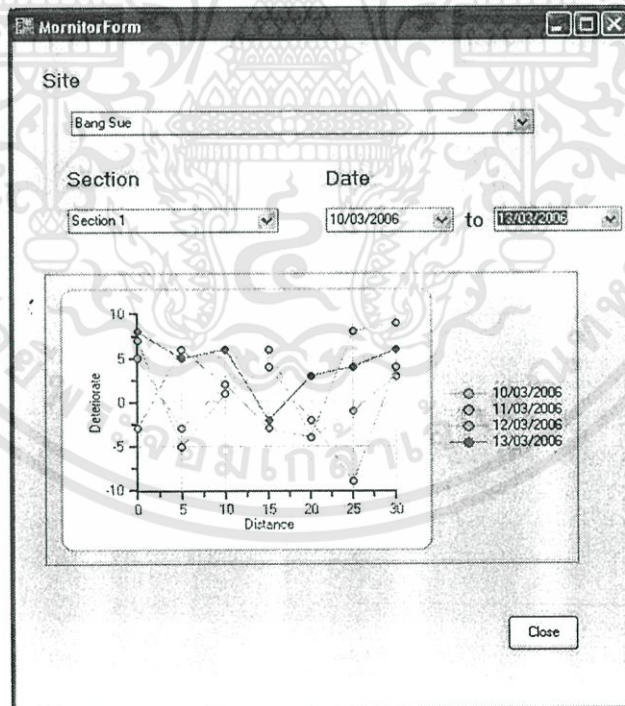 MornitorForm
Site
Bang Sue
Section Date
Section 1 10/03/2006 to 13/03/2006
10
5
0
-5
-10
Deteriorate
0 5 10 15 20 25 30
Distance
10/03/2006
11/03/2006
12/03/2006
13/03/2006
Close